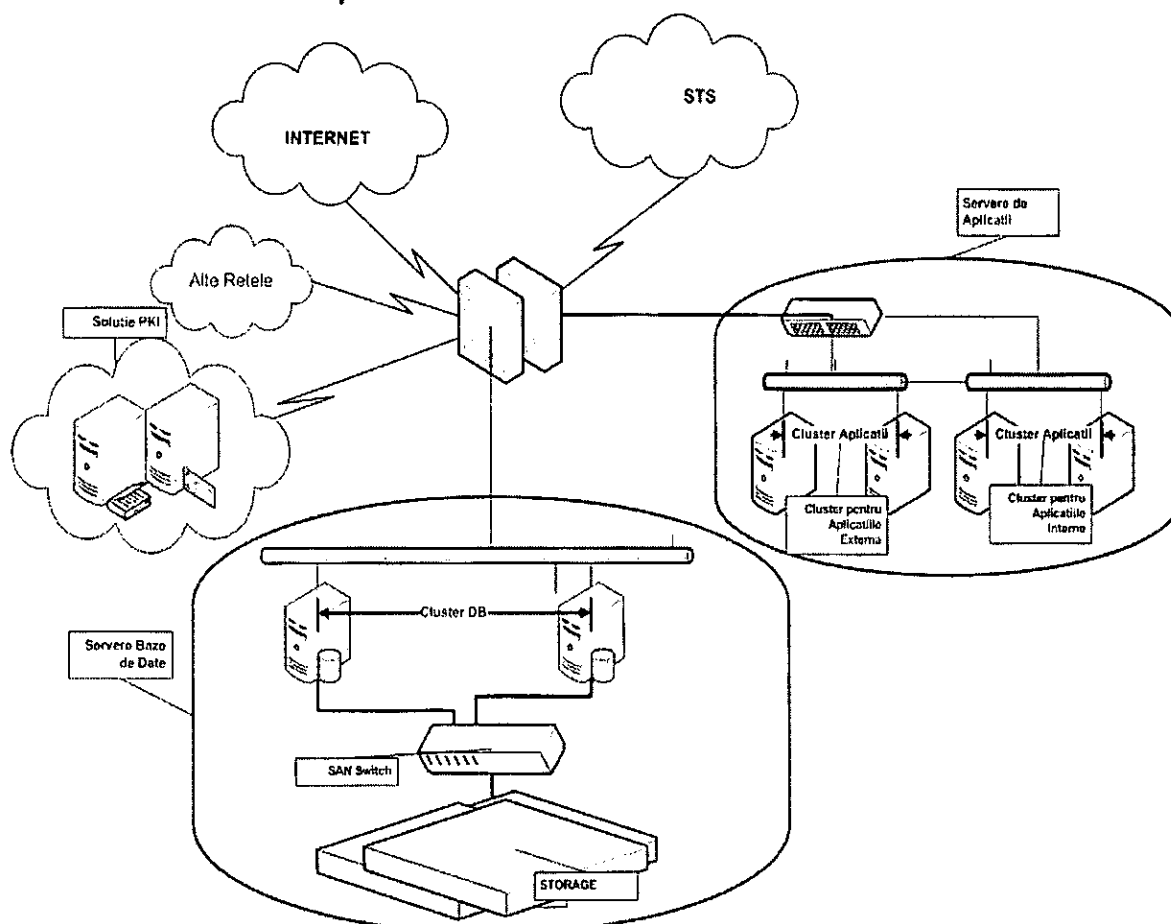 INTERNET
STS
Servere de
Aplicatii
Alte Retele
Solutie PKI
Cluster Aplicatii
Cluster Aplicatii
Cluster pentru
Aplicatiile
Externe
Cluster pentru
Aplicatiile
Interne
Cluster DB
Servere Baze
de Date
SAN Switch
STORAGE